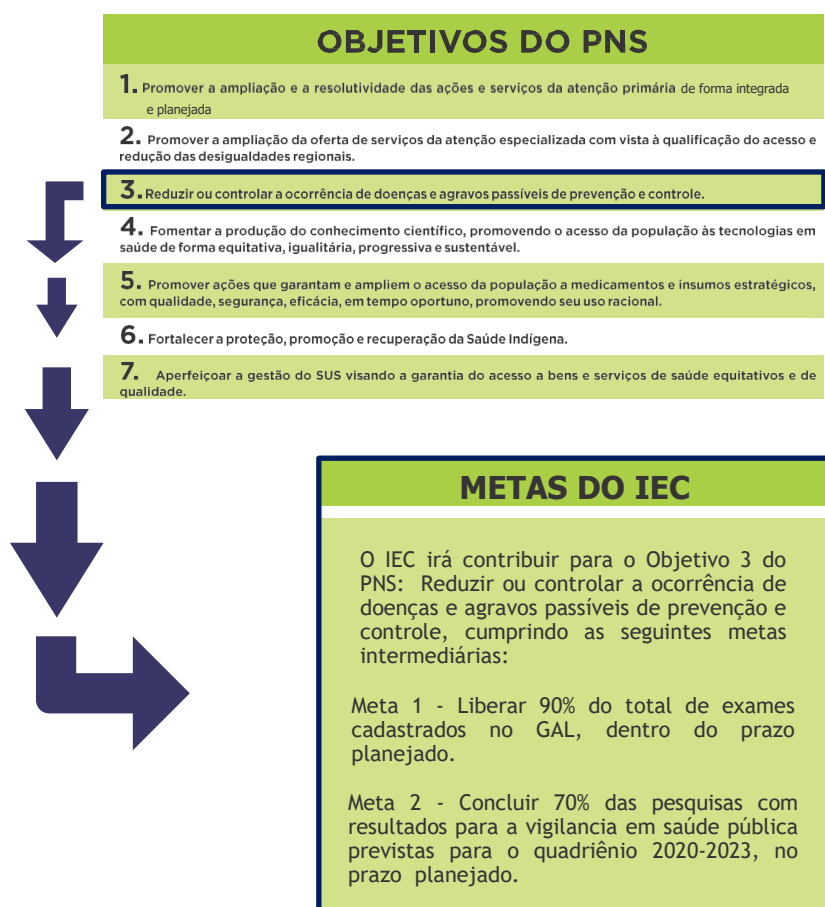 OBJETIVOS DO PNS
1. Promover a ampliação e a resolutividade das ações e serviços da atenção primária de forma integrada
e planejada
2. Promover a ampliação da oferta de serviços da atenção especializada com vista à qualificação do acesso e
redução das desigualdades regionais.
3. Reduzir ou controlar a ocorrência de doenças e agravos passíveis de prevenção e controle.
4. Fomentar a produção do conhecimento científico, promovendo o acesso da população às tecnologias em
saúde de forma equitativa, igualitária, progressiva e sustentável.
5. Promover ações que garantam e ampliem o acesso da população a medicamentos e insumos estratégicos,
com qualidade, segurança, eficácia, em tempo oportuno, promovendo seu uso racional.
6. Fortalecer a proteção, promoção e recuperação da Saúde Indígena.
7. Aperfeiçoar a gestão do SUS visando a garantia do acesso a bens e serviços de saúde equitativos e de
qualidade.
METAS DO IEC
O IEC irá contribuir para o Objetivo 3 do
PNS: Reduzir ou controlar a ocorrência de
doenças e agravos passíveis de prevenção e
controle, cumprindo as seguintes metas
intermediárias:
Meta 1 - Liberar 90% do total de exames
cadastrados no GAL, dentro do prazo
planejado.
Meta 2 - Concluir 70% das pesquisas com
resultados para a vigilancia em saúde pública
previstas para o quadriênio 2020-2023, no
prazo planejado.